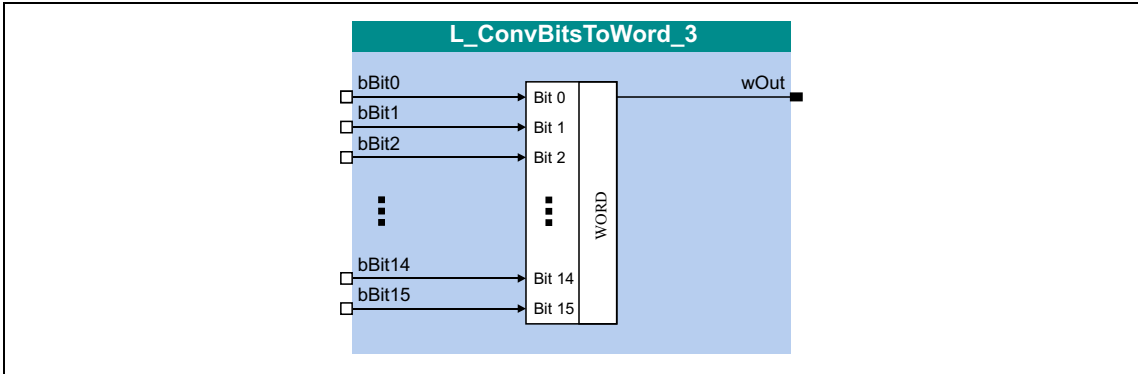 L_ConvBitsToWord_3
bBit0
Bit 0
wOut
bBit1
Bit 1
bBit2
Bit 2
WORD
bBit14
Bit 14
bBit15
Bit 15